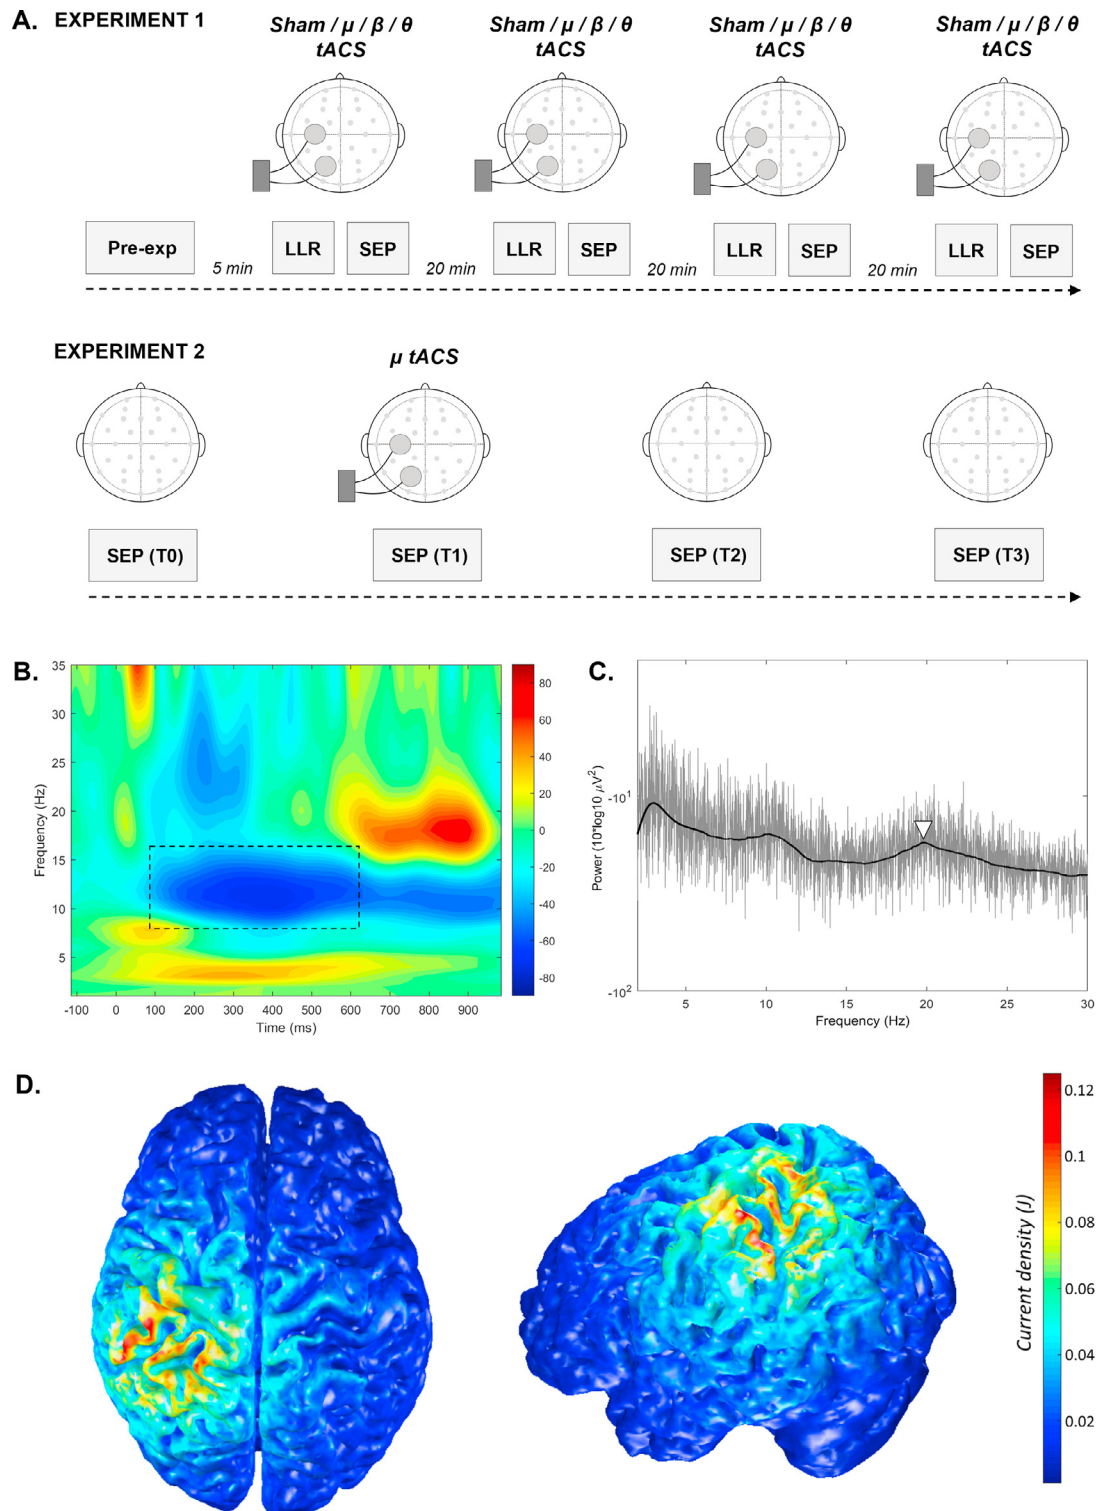 A. EXPERIMENT 1
Sham / μ / β / θ
tACS
Sham / μ / β / θ
tACS
Sham / μ / β / θ
tACS
Sham / μ / β / θ
tACS
Pre-exp
5 min
LLR
SEP
20 min
LLR
SEP
20 min
LLR
SEP
20 min
LLR
SEP
EXPERIMENT 2
μ tACS
SEP (T0)
SEP (T1)
SEP (T2)
SEP (T3)
B.
35
30
25
20
15
10
5
Frequency (Hz)
-100 0 100 200 300 400 500 600 700 800 900
Time (ms)
80
60
40
20
0
-20
-40
-60
-80
C.
Power (10*log10 μV²)
-10¹
-10²
5 10 15 20 25 30
Frequency (Hz)
D.
0.12
0.1
0.08
0.06
0.04
0.02
Current density (J)